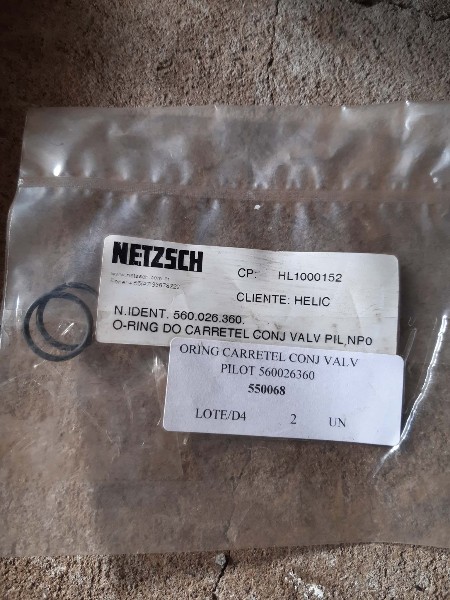 NETZSCH
CP: HL1000152
CLIENTE: HELIC
N.IDENT. 560.026.360.
O-RING DO CARRETEL CONJ VALV PIL,NP0
ORING CARRETEL CONJ VALV
PILOT 560026360
550068
LOTE/D4 2 UN